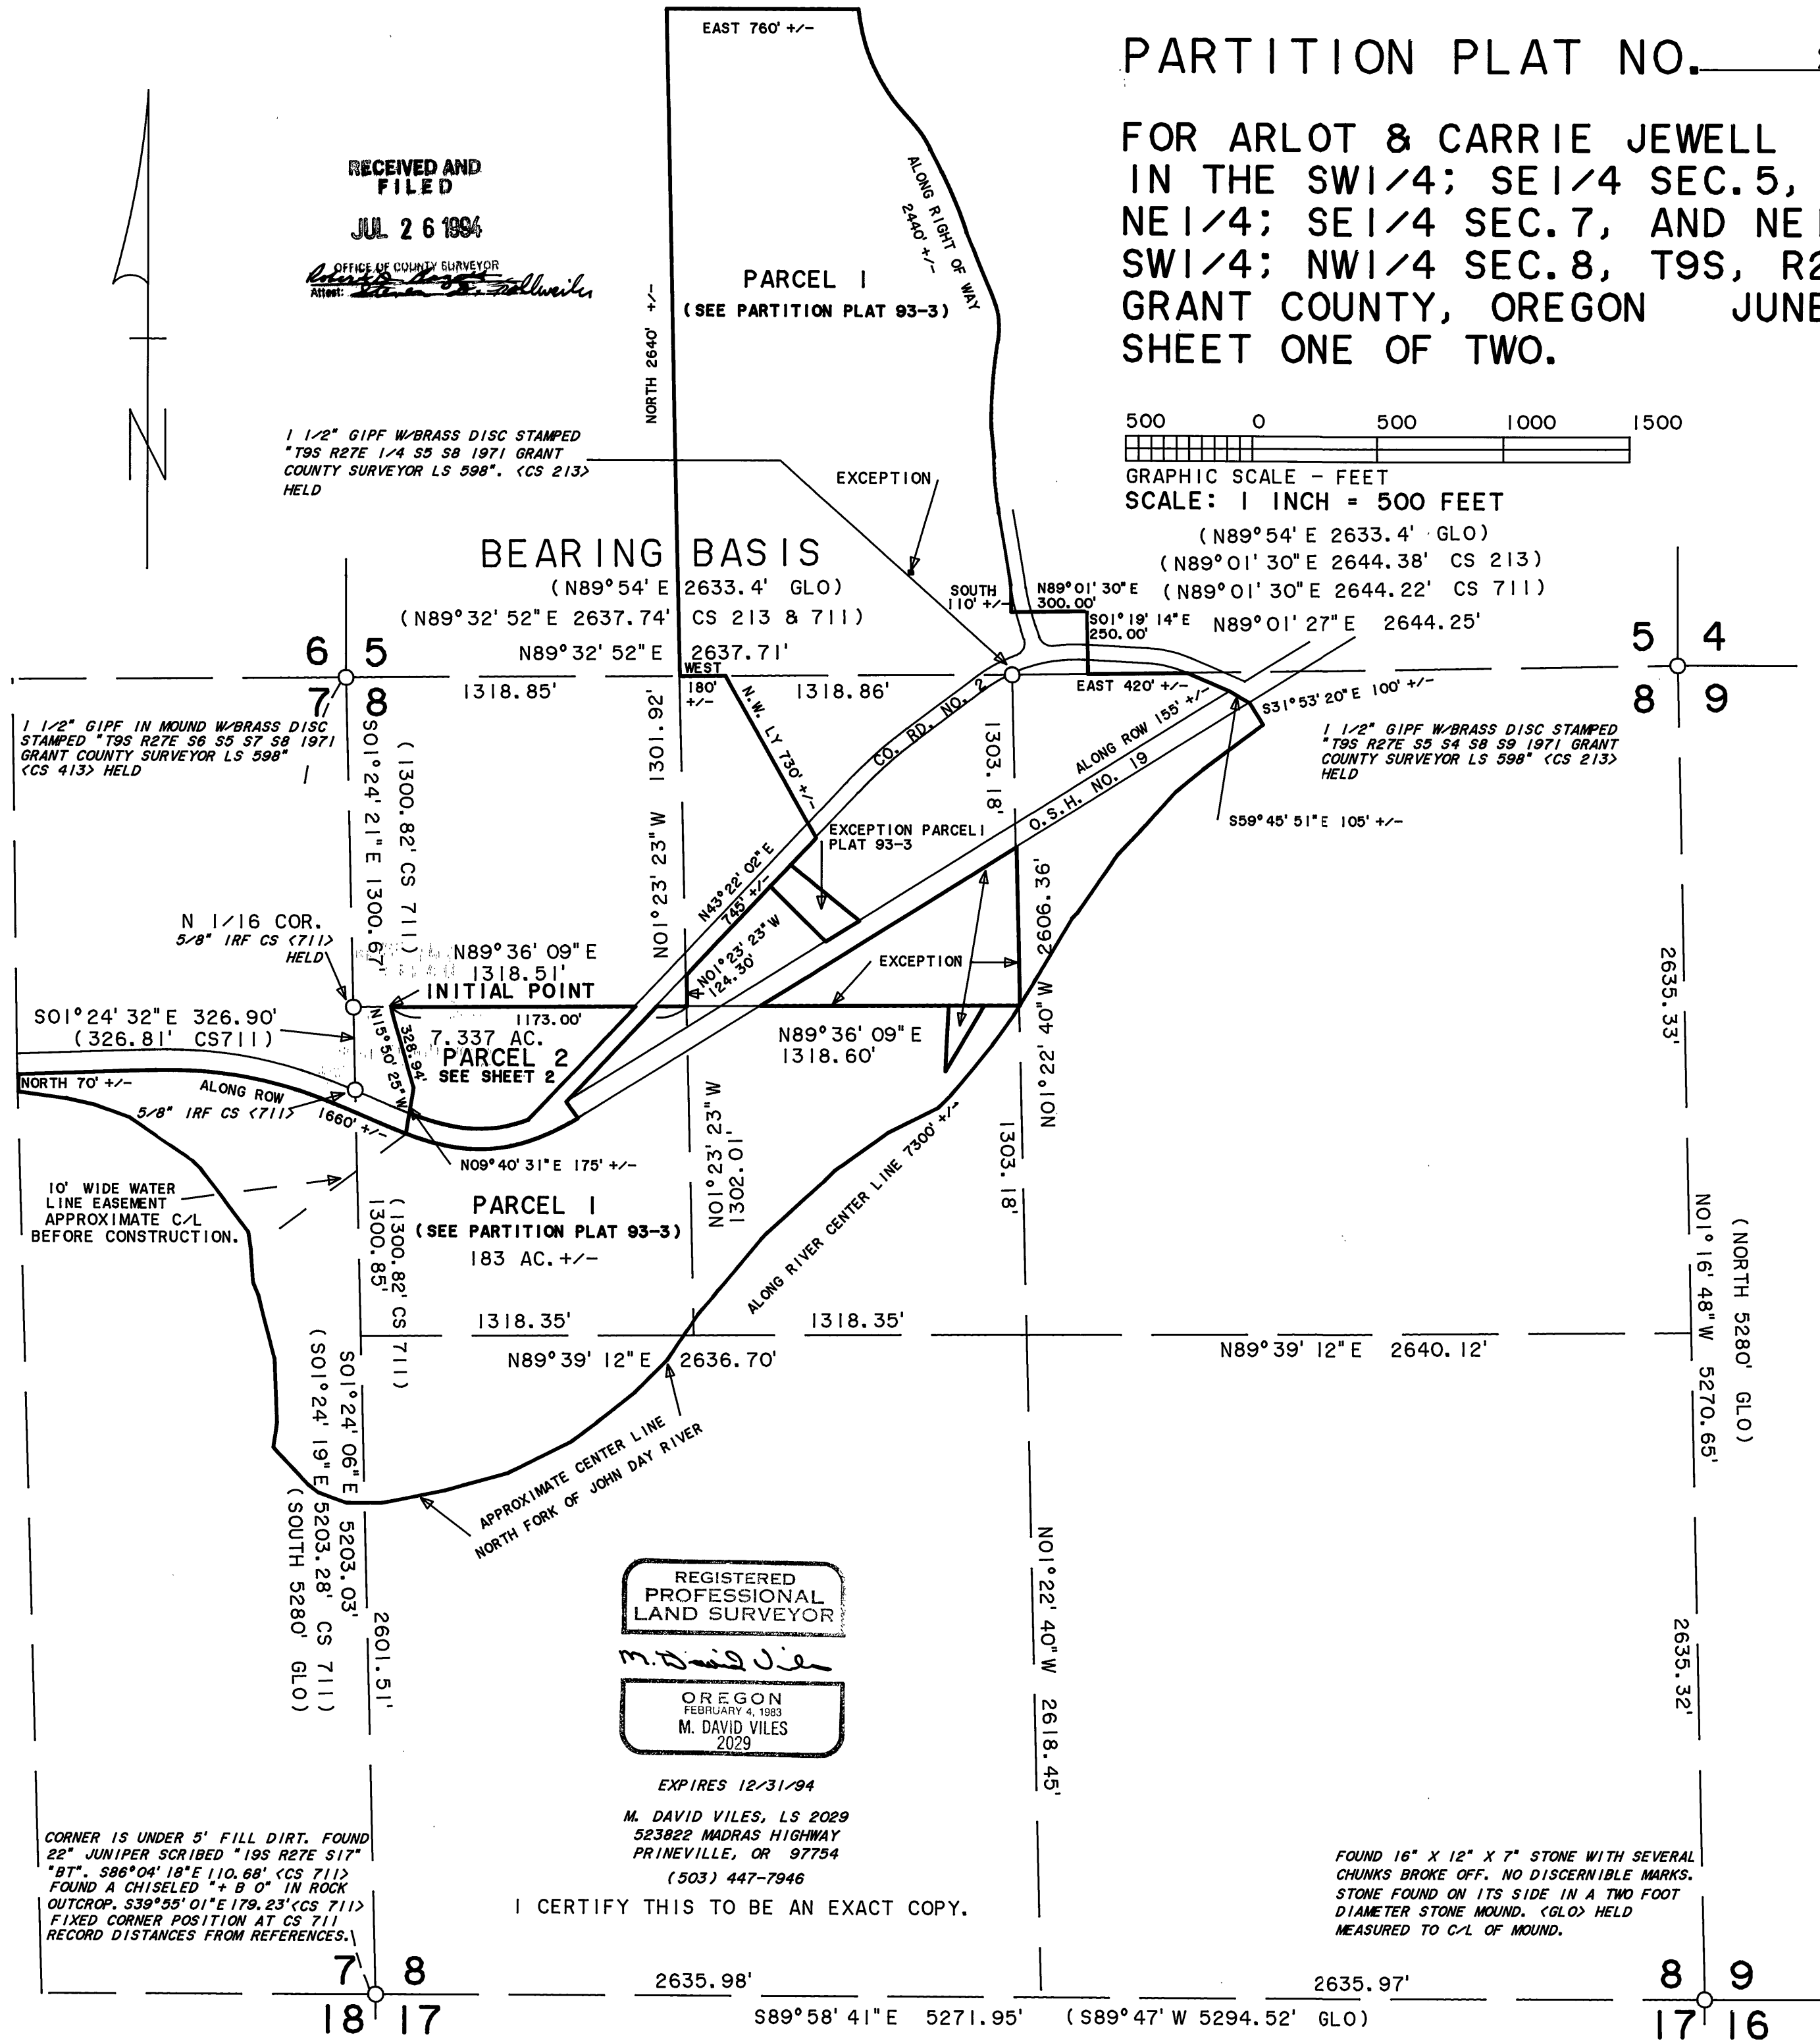 PARTITION PLAT NO.
FOR ARLOT & CARRIE JEWELL
IN THE SW1/4; SE1/4 SEC.5,
NE1/4; SE1/4 SEC.7, AND NE1
SW1/4; NW1/4 SEC.8, T9S, R2
GRANT COUNTY, OREGON JUNE
SHEET ONE OF TWO.
RECEIVED AND
FILED
JUL 26 1994
OFFICE OF COUNTY SURVEYOR
Attest:
EAST 760' +/-
ALONG RIGHT OF WAY
2440' +/-
NORTH 2640' +/-
PARCEL 1
(SEE PARTITION PLAT 93-3)
500 0 500 1000 1500
GRAPHIC SCALE - FEET
SCALE: 1 INCH = 500 FEET
(N89°54' E 2633.4' GLO)
(N89°01'30"E 2644.38' CS 213)
(N89°01'30"E 2644.22' CS 711)
N89°01'27"E 2644.25'
1 1/2" GIPF W/BRASS DISC STAMPED
"T9S R27E 1/4 S5 S8 1971 GRANT
COUNTY SURVEYOR LS 598". <CS 213>
HELD
EXCEPTION
BEARING BASIS
(N89°54' E 2633.4' GLO)
(N89°32'52"E 2637.74' CS 213 & 711)
N89°32'52"E 2637.71'
SOUTH
110' +/-
N89°01'30"E
300.00'
S01°19'14"E
250.00'
6 5
7 8
5 4
8 9
1318.85'
WEST
180'
+/-
1318.86'
EAST 420' +/-
S31°53'20"E 100' +/-
1 1/2" GIPF IN MOUND W/BRASS DISC
STAMPED "T9S R27E S6 S5 S7 S8 1971
GRANT COUNTY SURVEYOR LS 598"
<CS 413> HELD
1 1/2" GIPF W/BRASS DISC STAMPED
"T9S R27E S5 S4 S8 S9 1971 GRANT
COUNTY SURVEYOR LS 598" <CS 213>
HELD
S01°24'21"E 1300.67'
(1300.82' CS 711)
N01°23'23"W 1301.92'
N.W. LY 730' +/-
CO. RD. NO. 2
1303.18'
ALONG ROW 155' +/-
O.S.H. NO. 19
S59°45'51"E 105' +/-
EXCEPTION PARCEL1
PLAT 93-3
N43°22'02"E
745' +/-
N01°23'23"W
124.30'
EXCEPTION
N 1/16 COR.
5/8" IRF CS <711>
HELD
N89°36'09"E
1318.51'
INITIAL POINT
1173.00'
S01°24'32"E 326.90'
(326.81' CS711)
N15°50'25"W
328.94'
7.337 AC.
PARCEL 2
SEE SHEET 2
N89°36'09"E
1318.60'
N01°22'40"W 2606.36'
2635.33'
NORTH 70' +/-
ALONG ROW
1660' +/-
5/8" IRF CS <711>
N09°40'31"E 175' +/-
10' WIDE WATER
LINE EASEMENT
APPROXIMATE C/L
BEFORE CONSTRUCTION.
PARCEL 1
(SEE PARTITION PLAT 93-3)
183 AC. +/-
1300.85'
(1300.82' CS 711)
N01°23'23"W
1302.01'
ALONG RIVER CENTER LINE 7300' +/-
1303.18'
N01°16'48"W 5270.65'
(NORTH 5280' GLO)
1318.35'
1318.35'
N89°39'12"E 2636.70'
N89°39'12"E 2640.12'
APPROXIMATE CENTER LINE
NORTH FORK OF JOHN DAY RIVER
S01°24'06"E 5203.03'
(S01°24'19"E 5203.28' CS 711)
(SOUTH 5280' GLO)
2601.51'
N01°22'40"W 2618.45'
2635.32'
REGISTERED
PROFESSIONAL
LAND SURVEYOR
M. David Viles
OREGON
FEBRUARY 4, 1983
M. DAVID VILES
2029
EXPIRES 12/31/94
M. DAVID VILES, LS 2029
523822 MADRAS HIGHWAY
PRINEVILLE, OR 97754
(503) 447-7946
I CERTIFY THIS TO BE AN EXACT COPY.
CORNER IS UNDER 5' FILL DIRT. FOUND
22" JUNIPER SCRIBED "19S R27E S17"
"BT". S86°04'18"E 110.68' <CS 711>
FOUND A CHISELED "+ B O" IN ROCK
OUTCROP. S39°55'01"E 179.23' <CS 711>
FIXED CORNER POSITION AT CS 711
RECORD DISTANCES FROM REFERENCES.
FOUND 16" X 12" X 7" STONE WITH SEVERAL
CHUNKS BROKE OFF. NO DISCERNIBLE MARKS.
STONE FOUND ON ITS SIDE IN A TWO FOOT
DIAMETER STONE MOUND. <GLO> HELD
MEASURED TO C/L OF MOUND.
7 8
18 17
2635.98'
2635.97'
S89°58'41"E 5271.95' (S89°47'W 5294.52' GLO)
8 9
17 16
N